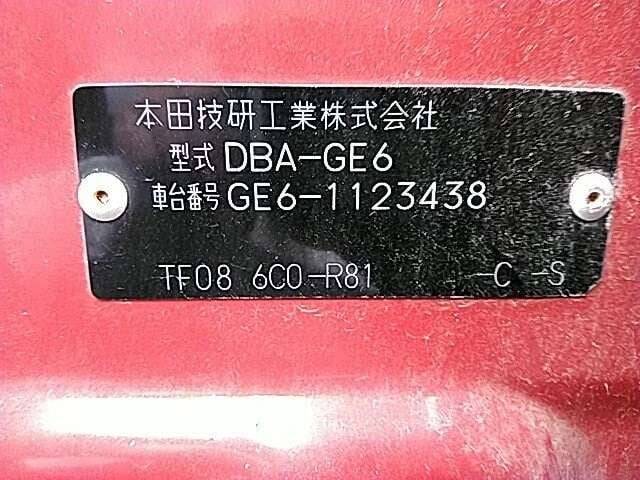 本田技研工業株式会社
型式 DBA-GE6
車台番号 GE6-1123438
TF08 6C0-R81 -C -S